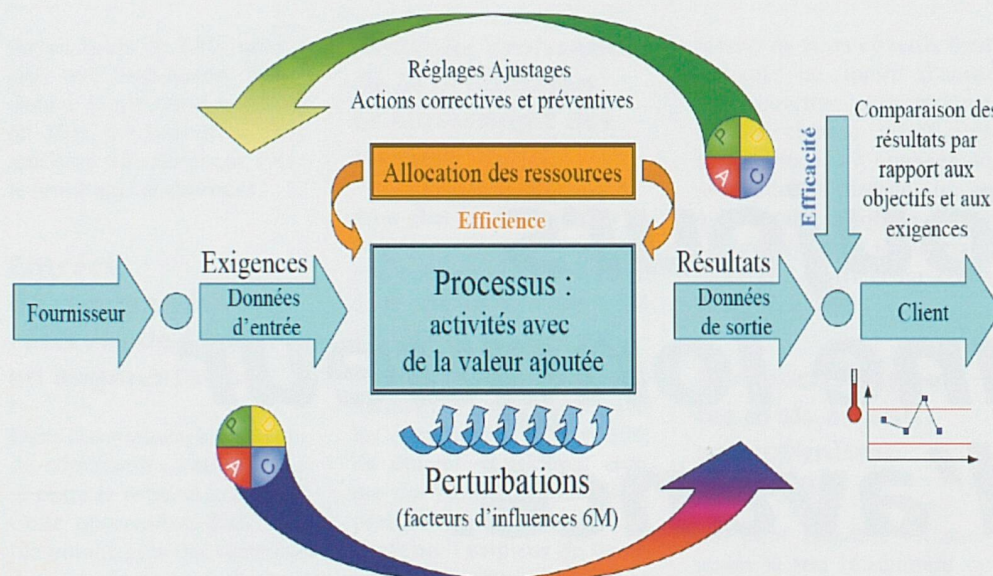 Réglages Ajustages
Actions correctives et préventives
P
D
A
C
Allocation des ressources
Efficience
Efficacité
Comparaison des
résultats par
rapport aux
objectifs et aux
exigences
Fournisseur
Exigences
Données
d'entrée
Processus :
activités avec
de la valeur ajoutée
Résultats
Données
de sortie
Client
P
D
A
C
Perturbations
(facteurs d'influences 6M)